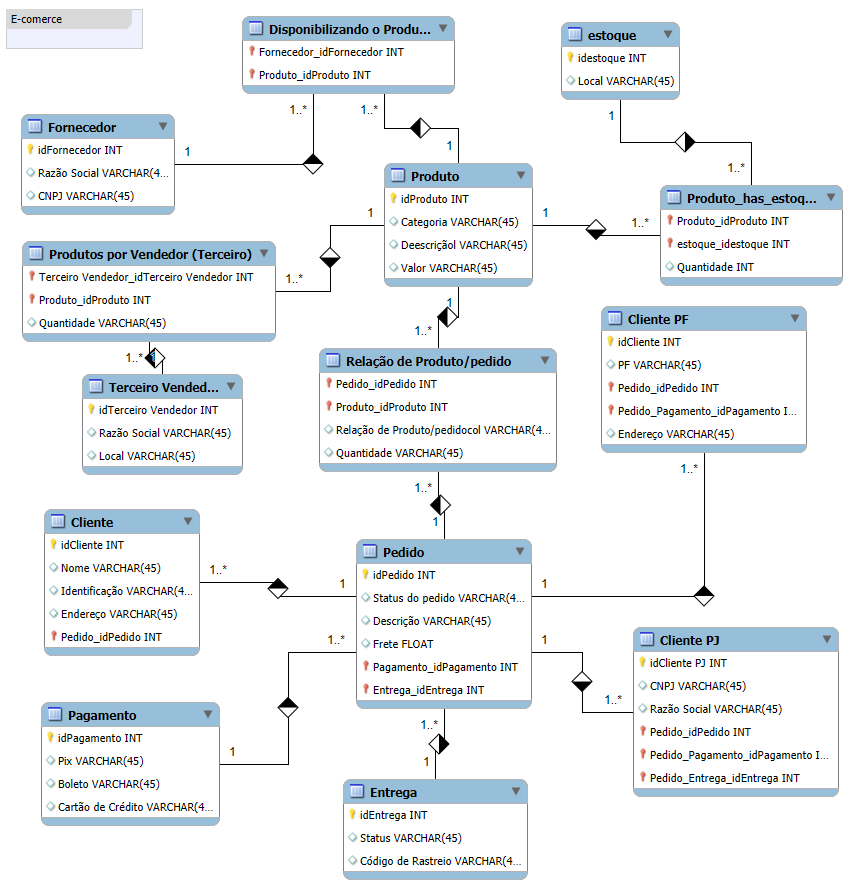 E-comerce
Disponibilizando o Produ...
Fornecedor_idFornecedor INT
Produto_idProduto INT
1..*
1..*
1
estoque
idestoque INT
Local VARCHAR(45)
1
1..*
Fornecedor
idFornecedor INT
Razão Social VARCHAR(4...
CNPJ VARCHAR(45)
1
Produto
idProduto INT
Categoria VARCHAR(45)
DeescriçãoI VARCHAR(45)
Valor VARCHAR(45)
1
1
1..*
Produto_has_estoq...
Produto_idProduto INT
estoque_idestoque INT
Quantidade INT
Produtos por Vendedor (Terceiro)
Terceiro Vendedor_idTerceiro Vendedor INT
Produto_idProduto INT
Quantidade VARCHAR(45)
1..*
1..*
1
Terceiro Vended...
idTerceiro Vendedor INT
Razão Social VARCHAR(45)
Local VARCHAR(45)
1
1..*
Relação de Produto/pedido
Pedido_idPedido INT
Produto_idProduto INT
Relação de Produto/pedidocol VARCHAR(4...
Quantidade VARCHAR(45)
1..*
1
Cliente PF
idCliente INT
PF VARCHAR(45)
Pedido_idPedido INT
Pedido_Pagamento_idPagamento I...
Endereço VARCHAR(45)
1..*
Cliente
idCliente INT
Nome VARCHAR(45)
Identificação VARCHAR(4...
Endereço VARCHAR(45)
Pedido_idPedido INT
1..*
1
Pedido
idPedido INT
Status do pedido VARCHAR(4...
Descrição VARCHAR(45)
Frete FLOAT
Pagamento_idPagamento INT
Entrega_idEntrega INT
1
1..*
1
1..*
Cliente PJ
idCliente PJ INT
CNPJ VARCHAR(45)
Razão Social VARCHAR(45)
Pedido_idPedido INT
Pedido_Pagamento_idPagamento I...
Pedido_Entrega_idEntrega INT
Pagamento
idPagamento INT
Pix VARCHAR(45)
Boleto VARCHAR(45)
Cartão de Crédito VARCHAR(4...
1
1..*
1
Entrega
idEntrega INT
Status VARCHAR(45)
Código de Rastreio VARCHAR(4...